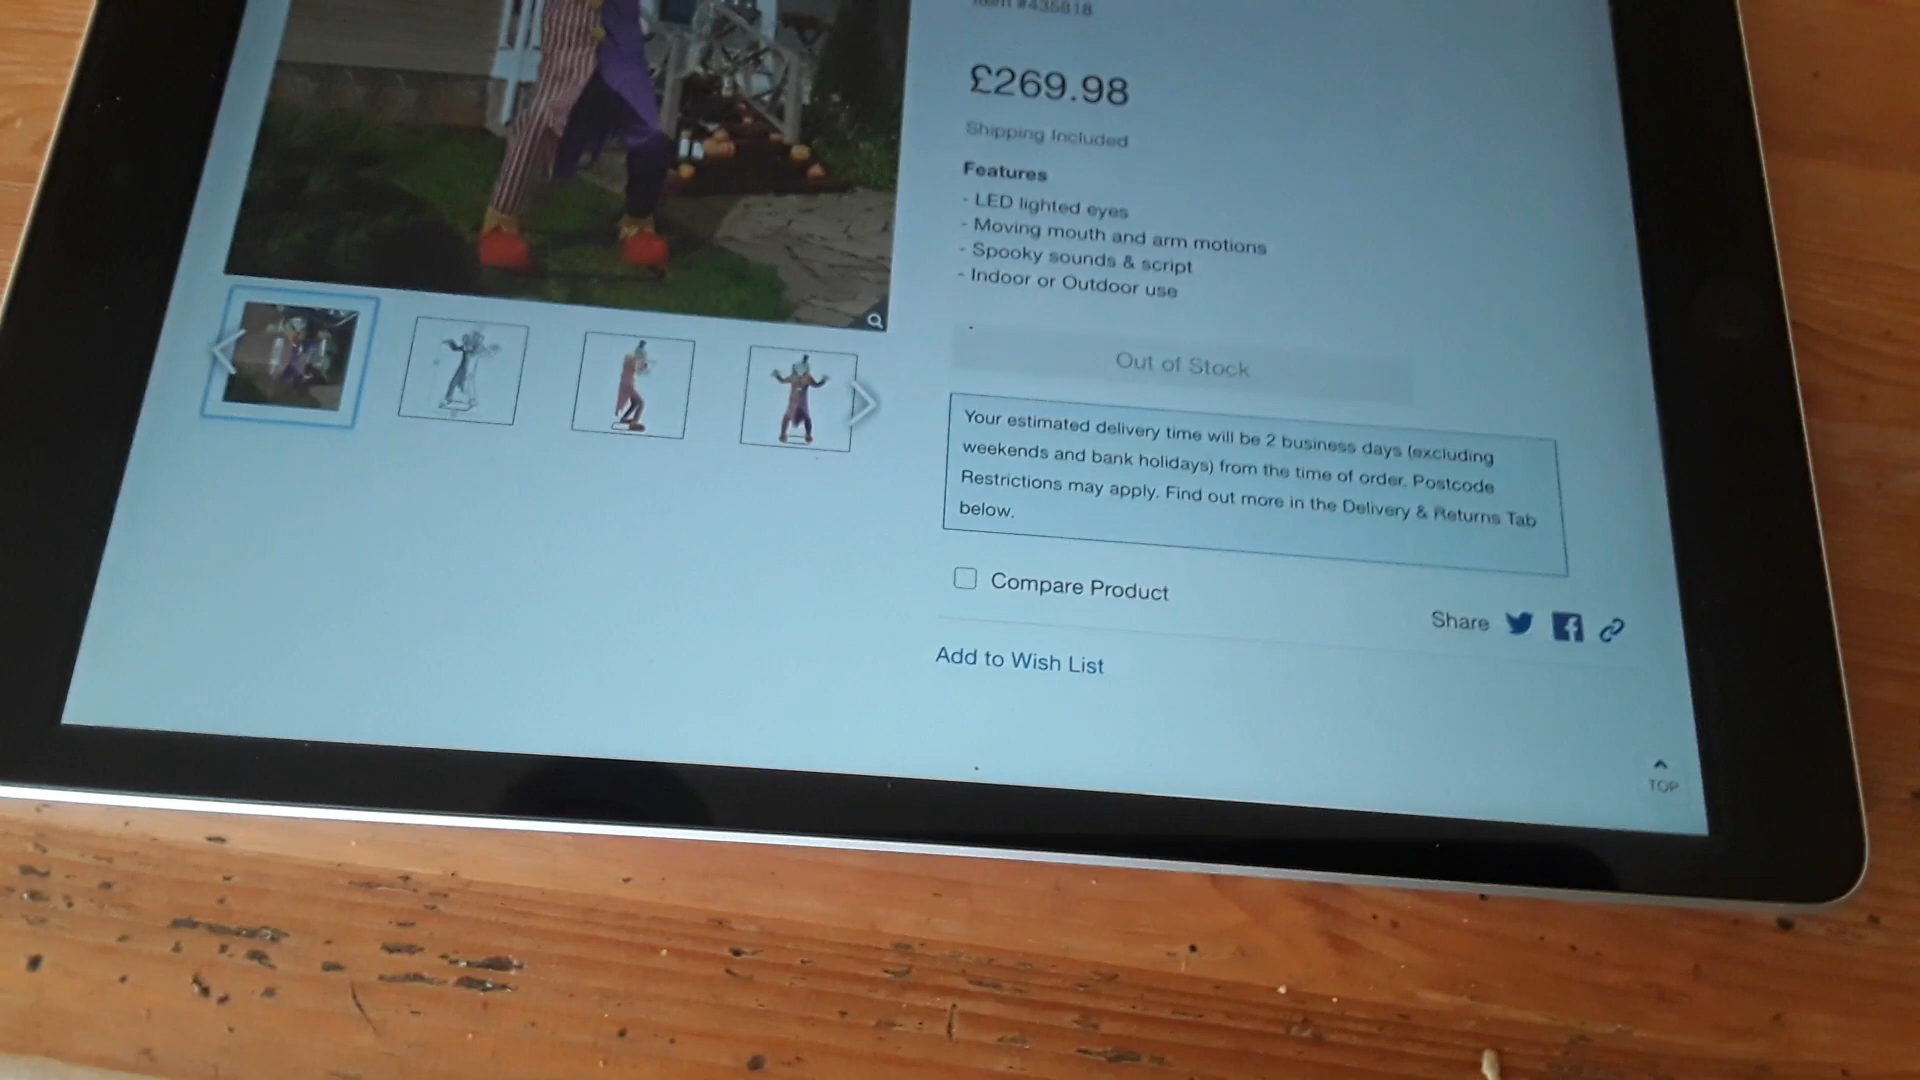 Item #435818
£269.98
Shipping Included
Features
- LED lighted eyes
- Moving mouth and arm motions
- Spooky sounds & script
- Indoor or Outdoor use
Out of Stock
Your estimated delivery time will be 2 business days (excluding
weekends and bank holidays) from the time of order. Postcode
Restrictions may apply. Find out more in the Delivery & Returns Tab
below.
Compare Product
Share
Add to Wish List
TOP